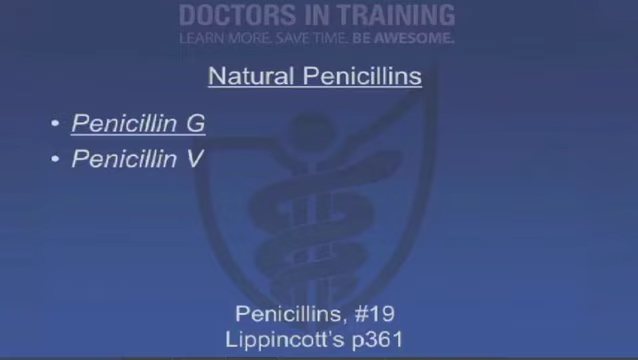 DOCTORS IN TRAINING
LEARN MORE. SAVE TIME. BE AWESOME.
Natural Penicillins
• Penicillin G
• Penicillin V
Penicillins, #19
Lippincott's p361